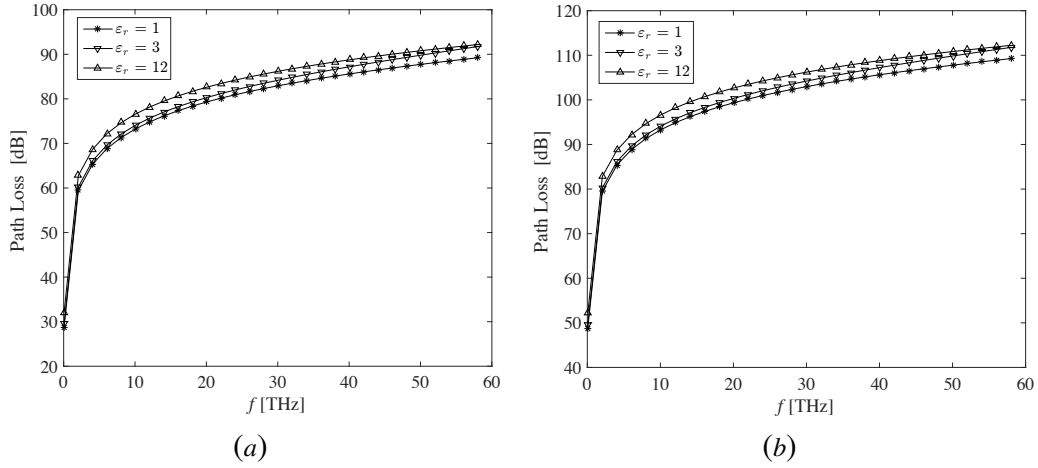 100
90
80
70
60
50
40
30
20
Path Loss [dB]
εᵣ = 1
εᵣ = 3
εᵣ = 12
0 10 20 30 40 50 60
f [THz]
(a)
120
110
100
90
80
70
60
50
40
Path Loss [dB]
εᵣ = 1
εᵣ = 3
εᵣ = 12
0 10 20 30 40 50 60
f [THz]
(b)